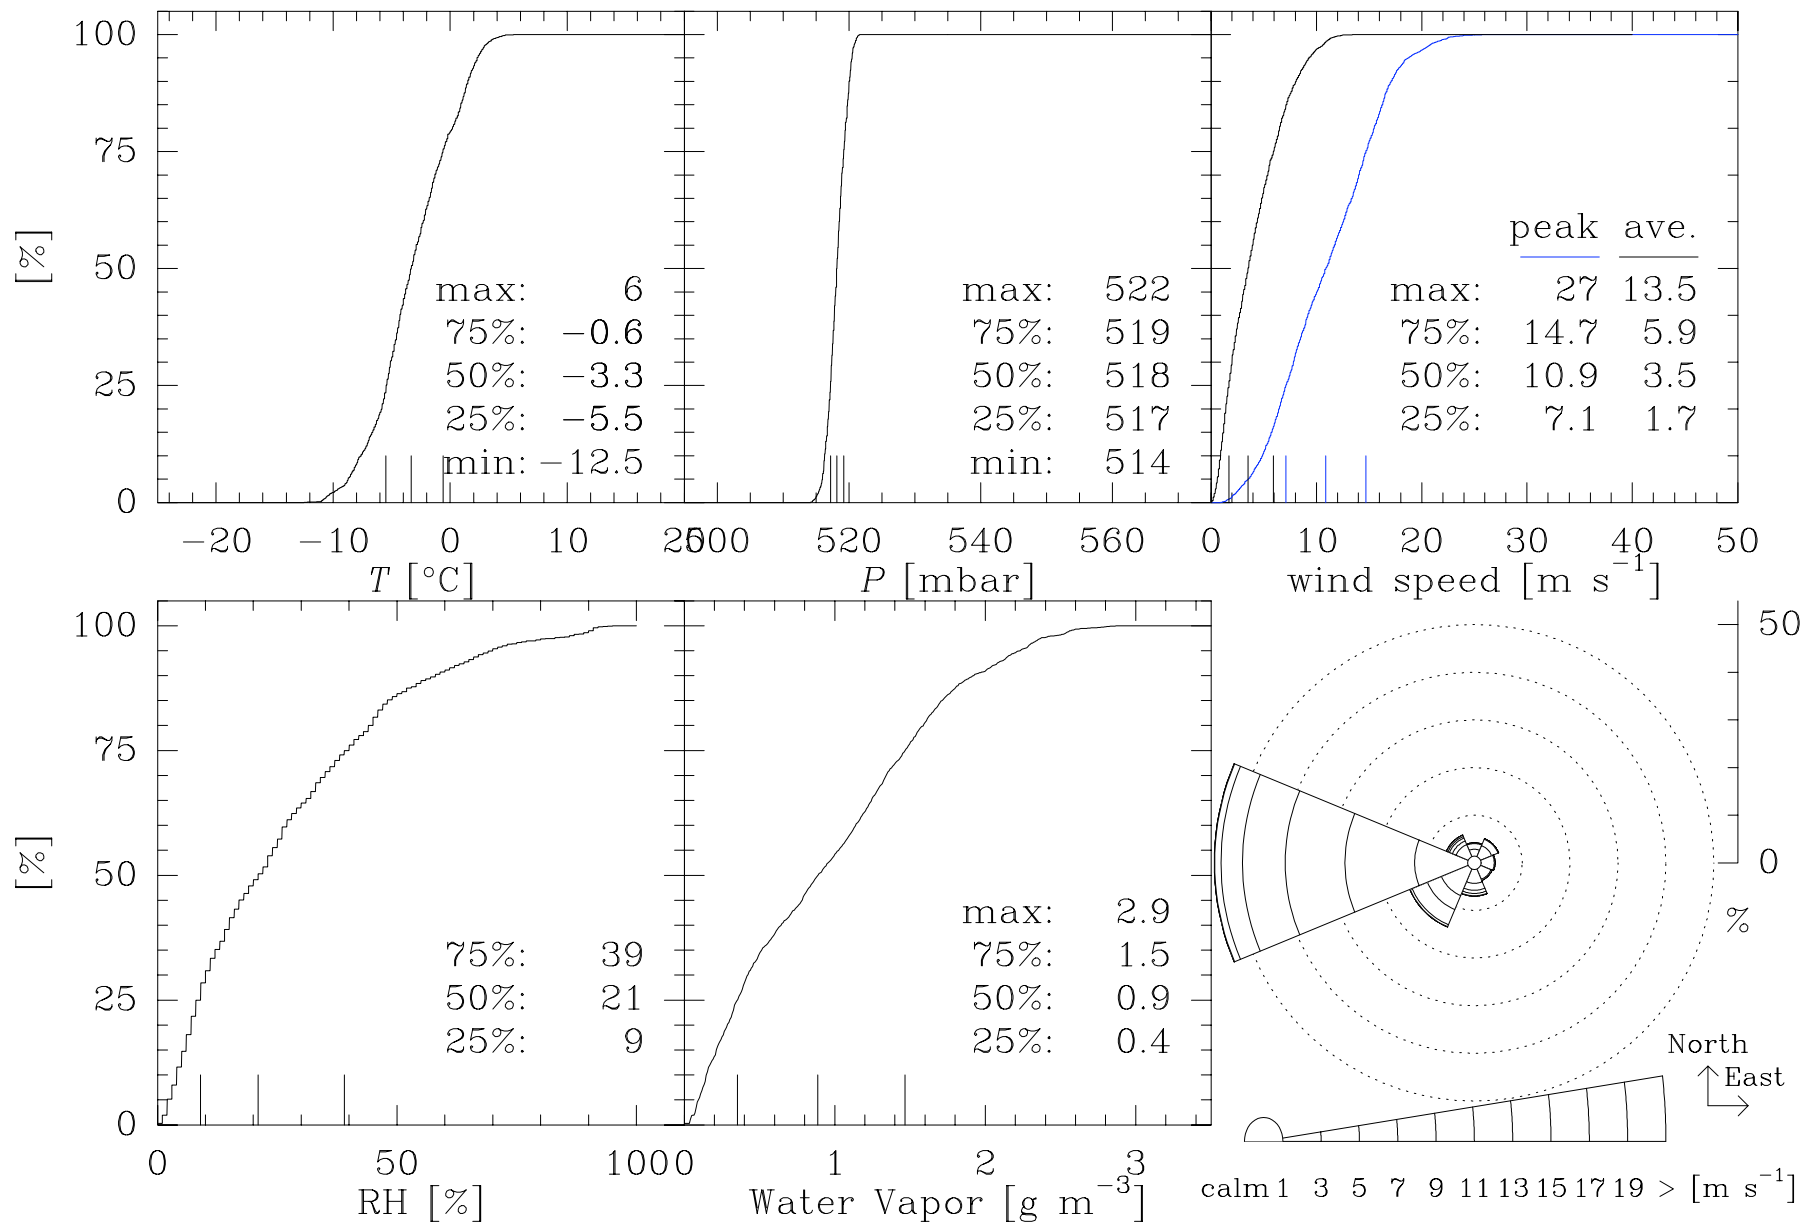 100
75
[%]
50
25
0
max: 6
75%: −0.6
50%: −3.3
25%: −5.5
min: −12.5
−20 −10 0 10 20
T [°C]
max: 522
75%: 519
50%: 518
25%: 517
min: 514
500 520 540 560
P [mbar]
peak ave.
max: 27 13.5
75%: 14.7 5.9
50%: 10.9 3.5
25%: 7.1 1.7
0 10 20 30 40 50
wind speed [m s−1]
100
75
[%]
50
25
0
75%: 39
50%: 21
25%: 9
0 50 100
RH [%]
max: 2.9
75%: 1.5
50%: 0.9
25%: 0.4
0 1 2 3
Water Vapor [g m−3]
50
0
%
North
East
calm 1 3 5 7 9 11 13 15 17 19 > [m s−1]